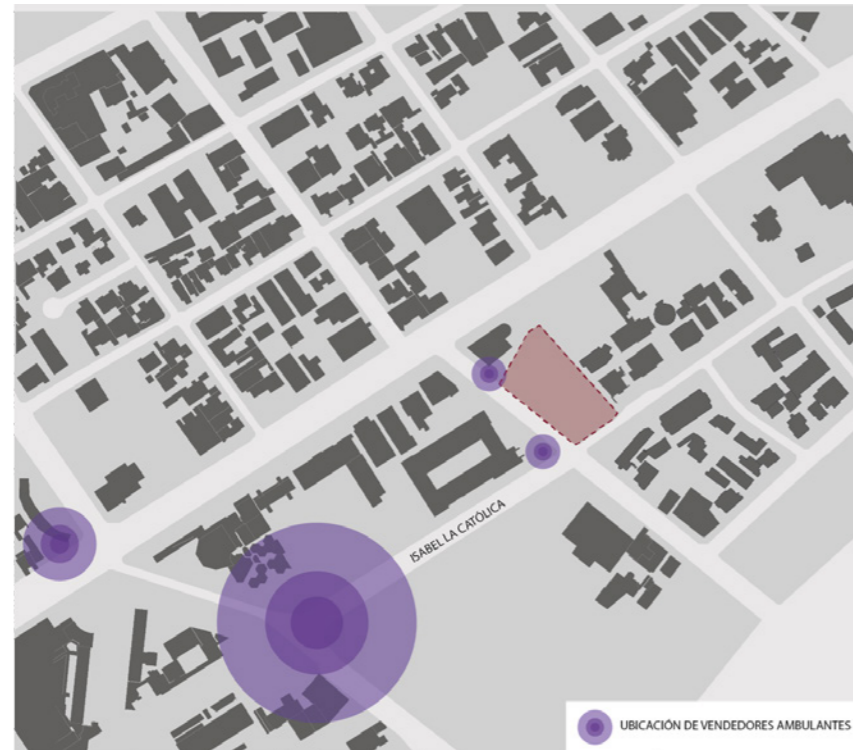 ISABEL LA CATÓLICA
UBICACIÓN DE VENDEDORES AMBULANTES